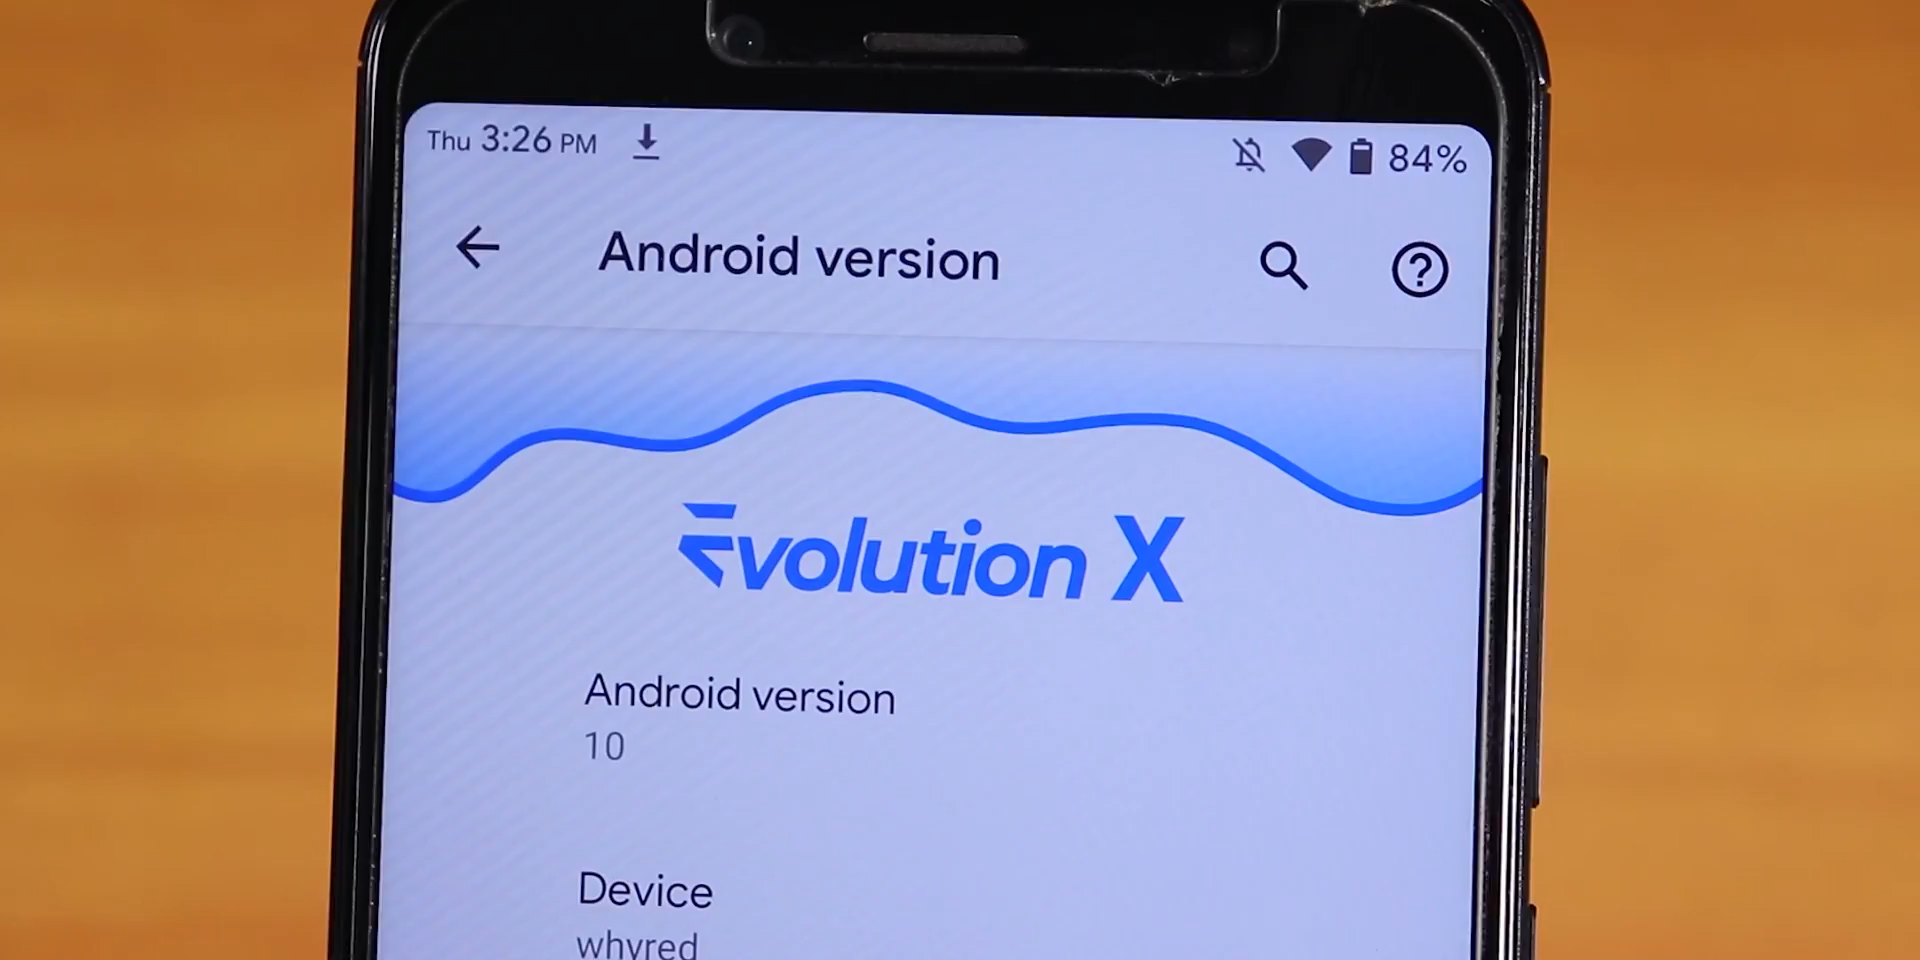 Thu 3:26 PM 84%
Android version
Evolution X
Android version
10
Device
whyred